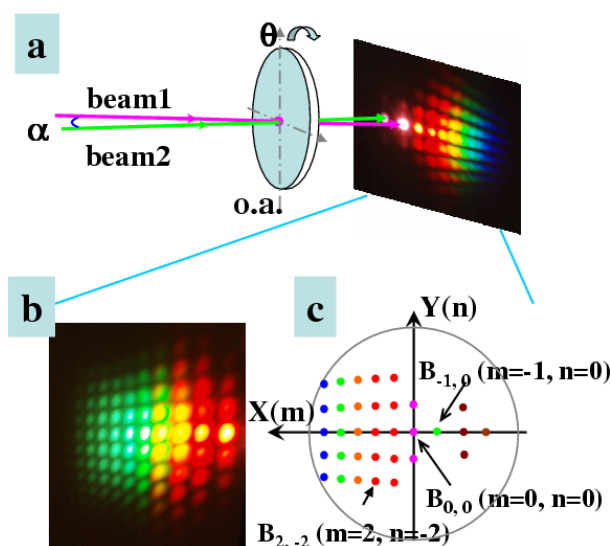 a
θ
beam1
α
beam2
o.a.
b
c
Y(n)
B-1, 0 (m=-1, n=0)
X(m)
B0, 0 (m=0, n=0)
B2, -2 (m=2, n=-2)